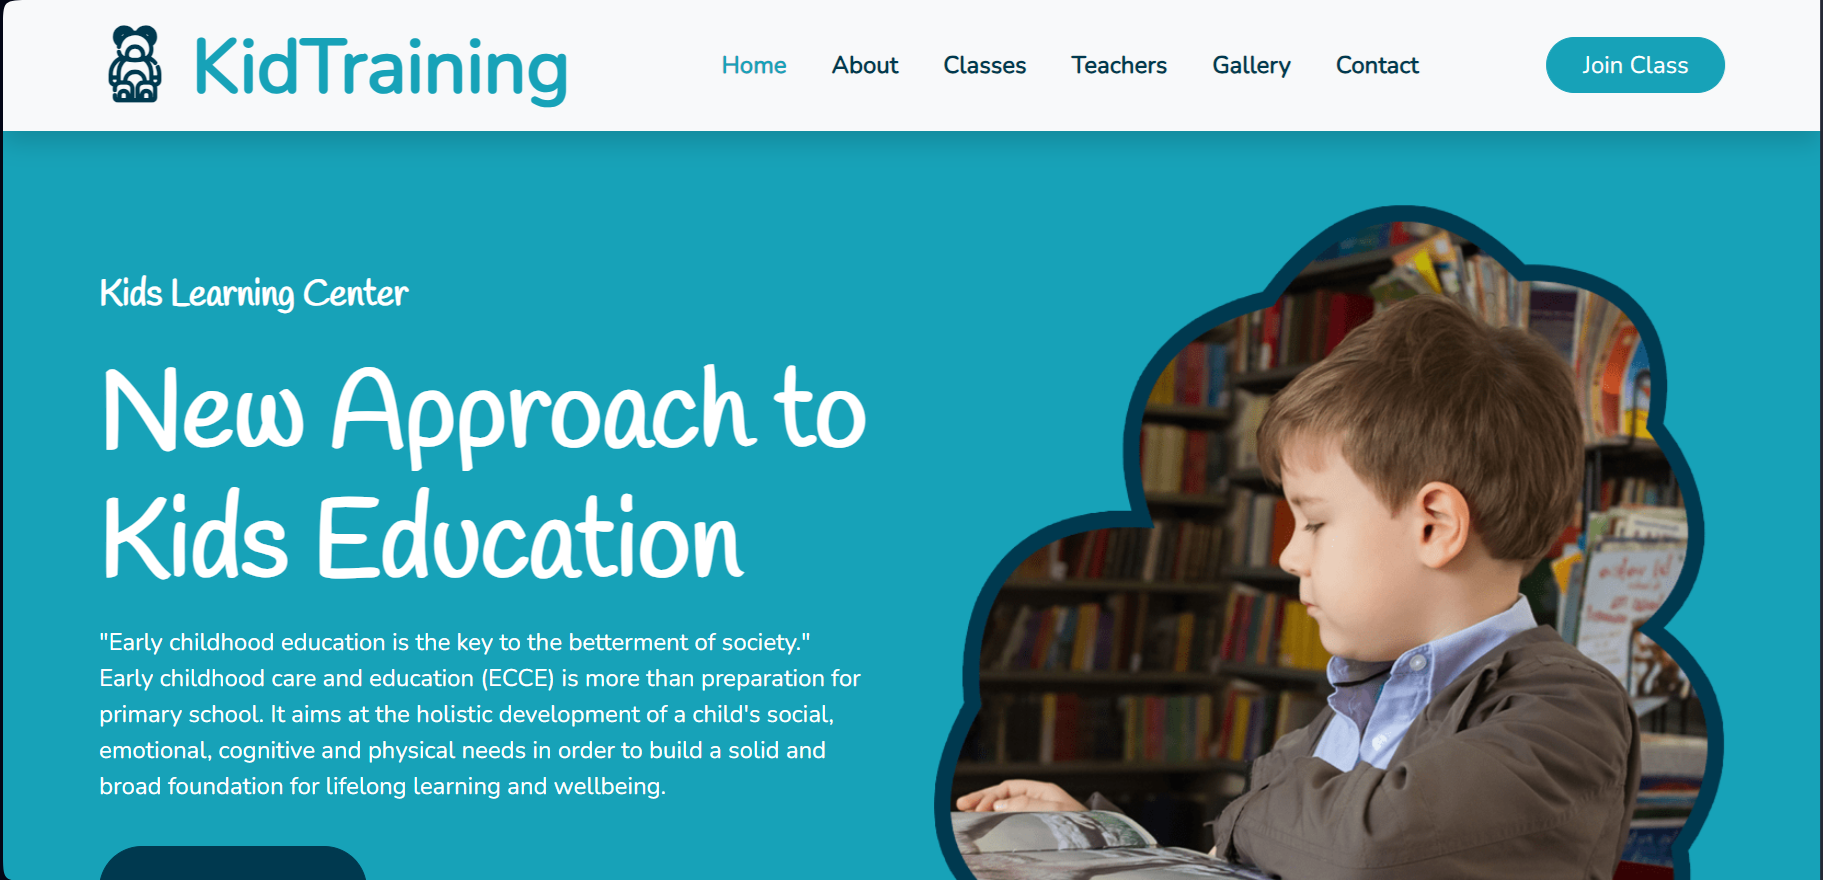 KidTraining
Home About Classes Teachers Gallery Contact
Join Class
Kids Learning Center
New Approach to
Kids Education
"Early childhood education is the key to the betterment of society."
Early childhood care and education (ECCE) is more than preparation for
primary school. It aims at the holistic development of a child's social,
emotional, cognitive and physical needs in order to build a solid and
broad foundation for lifelong learning and wellbeing.